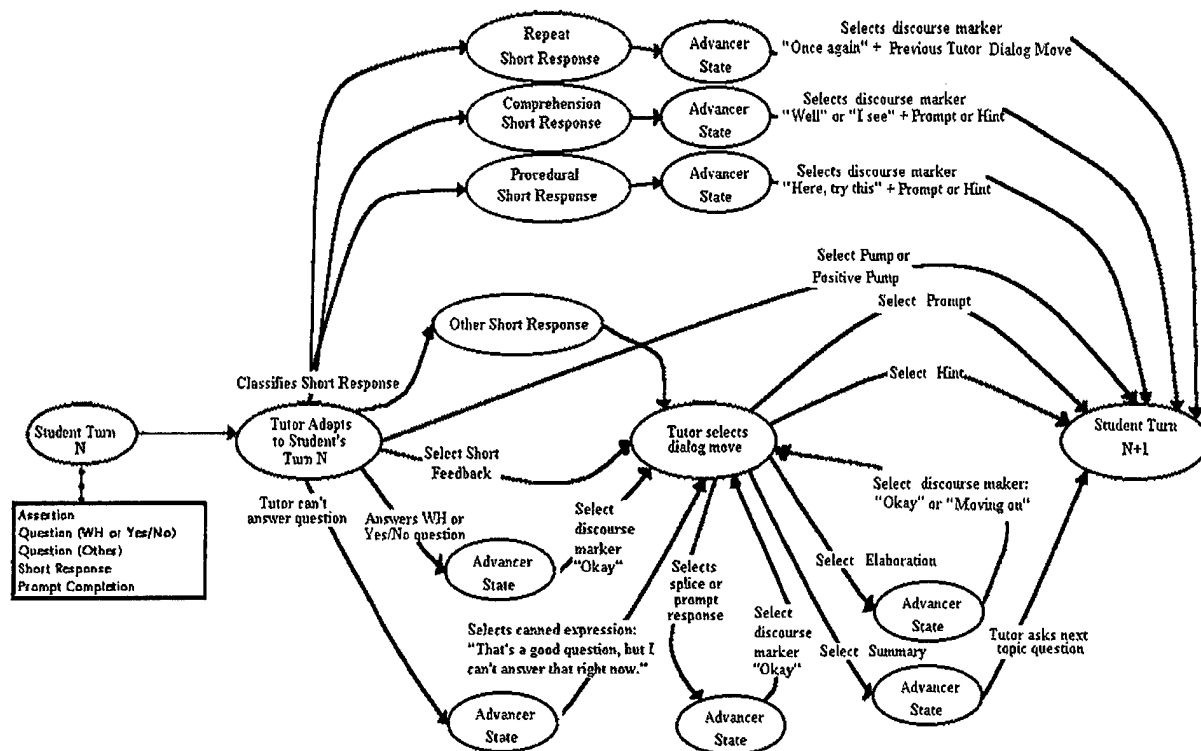 Repeat
Short Response
Advancer
State
Selects discourse marker
"Once again" + Previous Tutor Dialog Move
Comprehension
Short Response
Advancer
State
Selects discourse marker
"Well" or "I see" + Prompt or Hint
Procedural
Short Response
Advancer
State
Selects discourse marker
"Here, try this" + Prompt or Hint
Select Pump or
Positive Pump
Select Prompt
Other Short Response
Classifies Short Response
Select Hint
Student Turn
N
Tutor Adapts
to Student's
Turn N
Tutor selects
dialog move
Student Turn
N+1
Select Short
Feedback
Select discourse maker:
"Okay" or "Moving on"
Tutor can't
answer question
Answers WH or
Yes/No question
Select
discourse
marker
"Okay"
Assertion
Question (WH or Yes/No)
Question (Other)
Short Response
Prompt Completion
Advancer
State
Selects
splice or
prompt
response
Select Elaboration
Advancer
State
Selects canned expression:
"That's a good question, but I
can't answer that right now."
Select
discourse
marker
"Okay"
Select Summary
Tutor asks next
topic question
Advancer
State
Advancer
State
Advancer
State